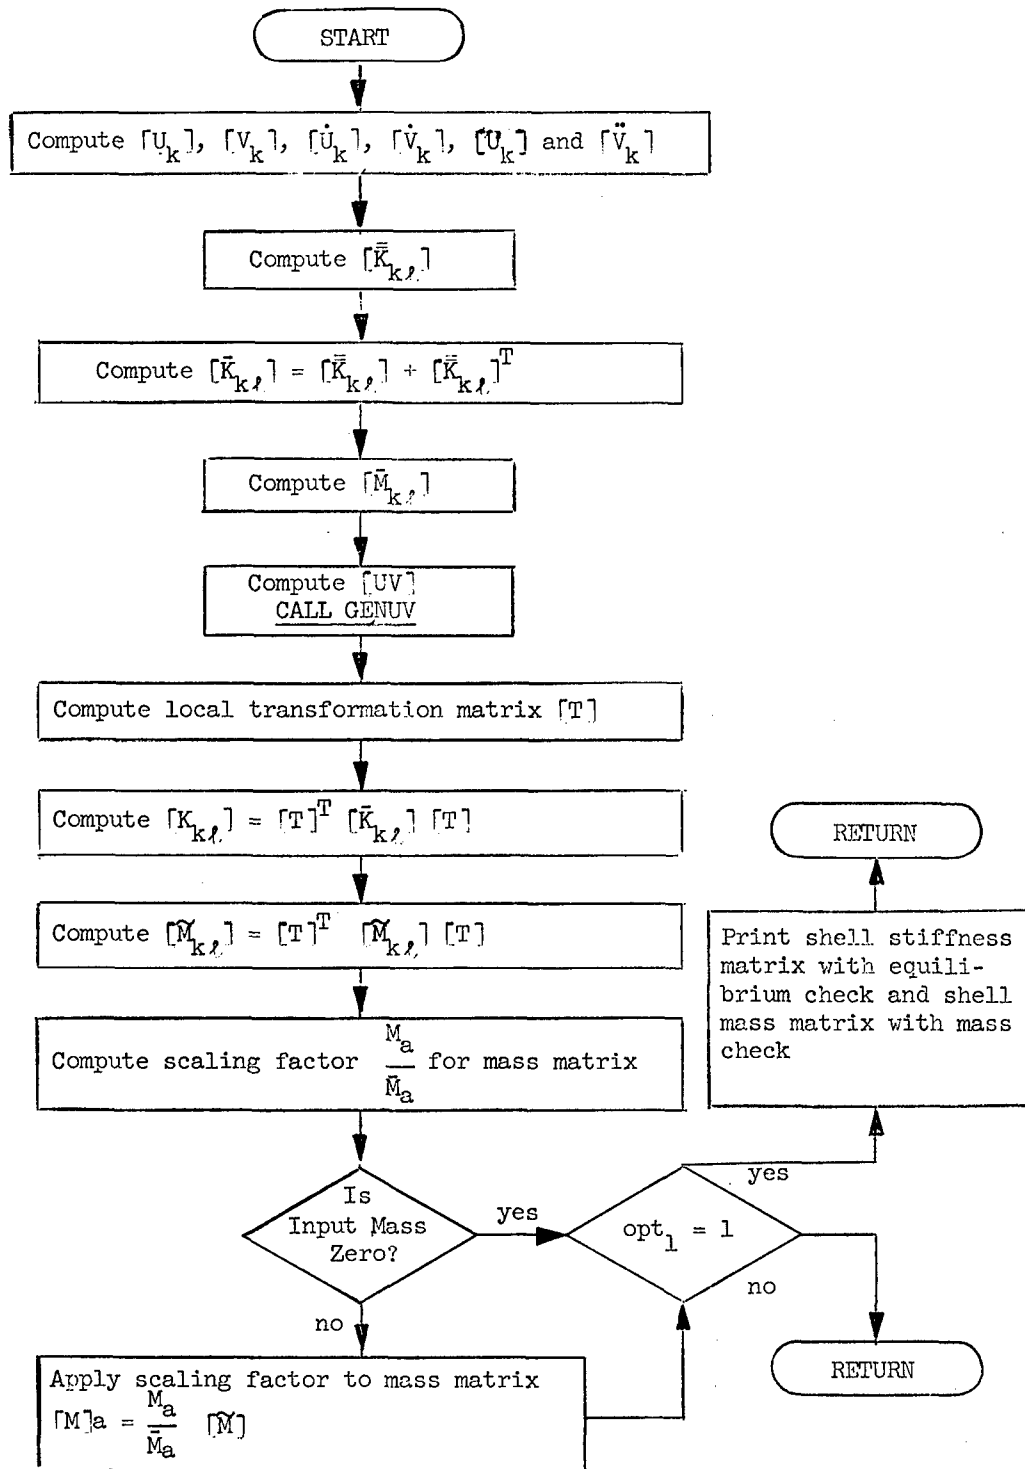 START
Compute ⌈U_k⌉, ⌈V_k⌉, ⌈U̇_k⌉, ⌈V̇_k⌉, [Ü_k] and ⌈V̈_k⌉
Compute [K̿_kℓ]
Compute [K̄_kℓ] = [K̿_kℓ] + [K̿_kℓ]^T
Compute [M̄_kℓ]
Compute [UV]
CALL GENUV
Compute local transformation matrix [T]
Compute [K_kℓ] = [T]^T [K̄_kℓ] [T]
Compute [M̃_kℓ] = [T]^T [M̃_kℓ] [T]
Compute scaling factor M_a / M̄_a for mass matrix
RETURN
Print shell stiffness
matrix with equili-
brium check and shell
mass matrix with mass
check
Is
Input Mass
Zero?
yes
no
opt_1 = 1
yes
no
RETURN
Apply scaling factor to mass matrix
[M]a = M_a / M̄_a [M̃]